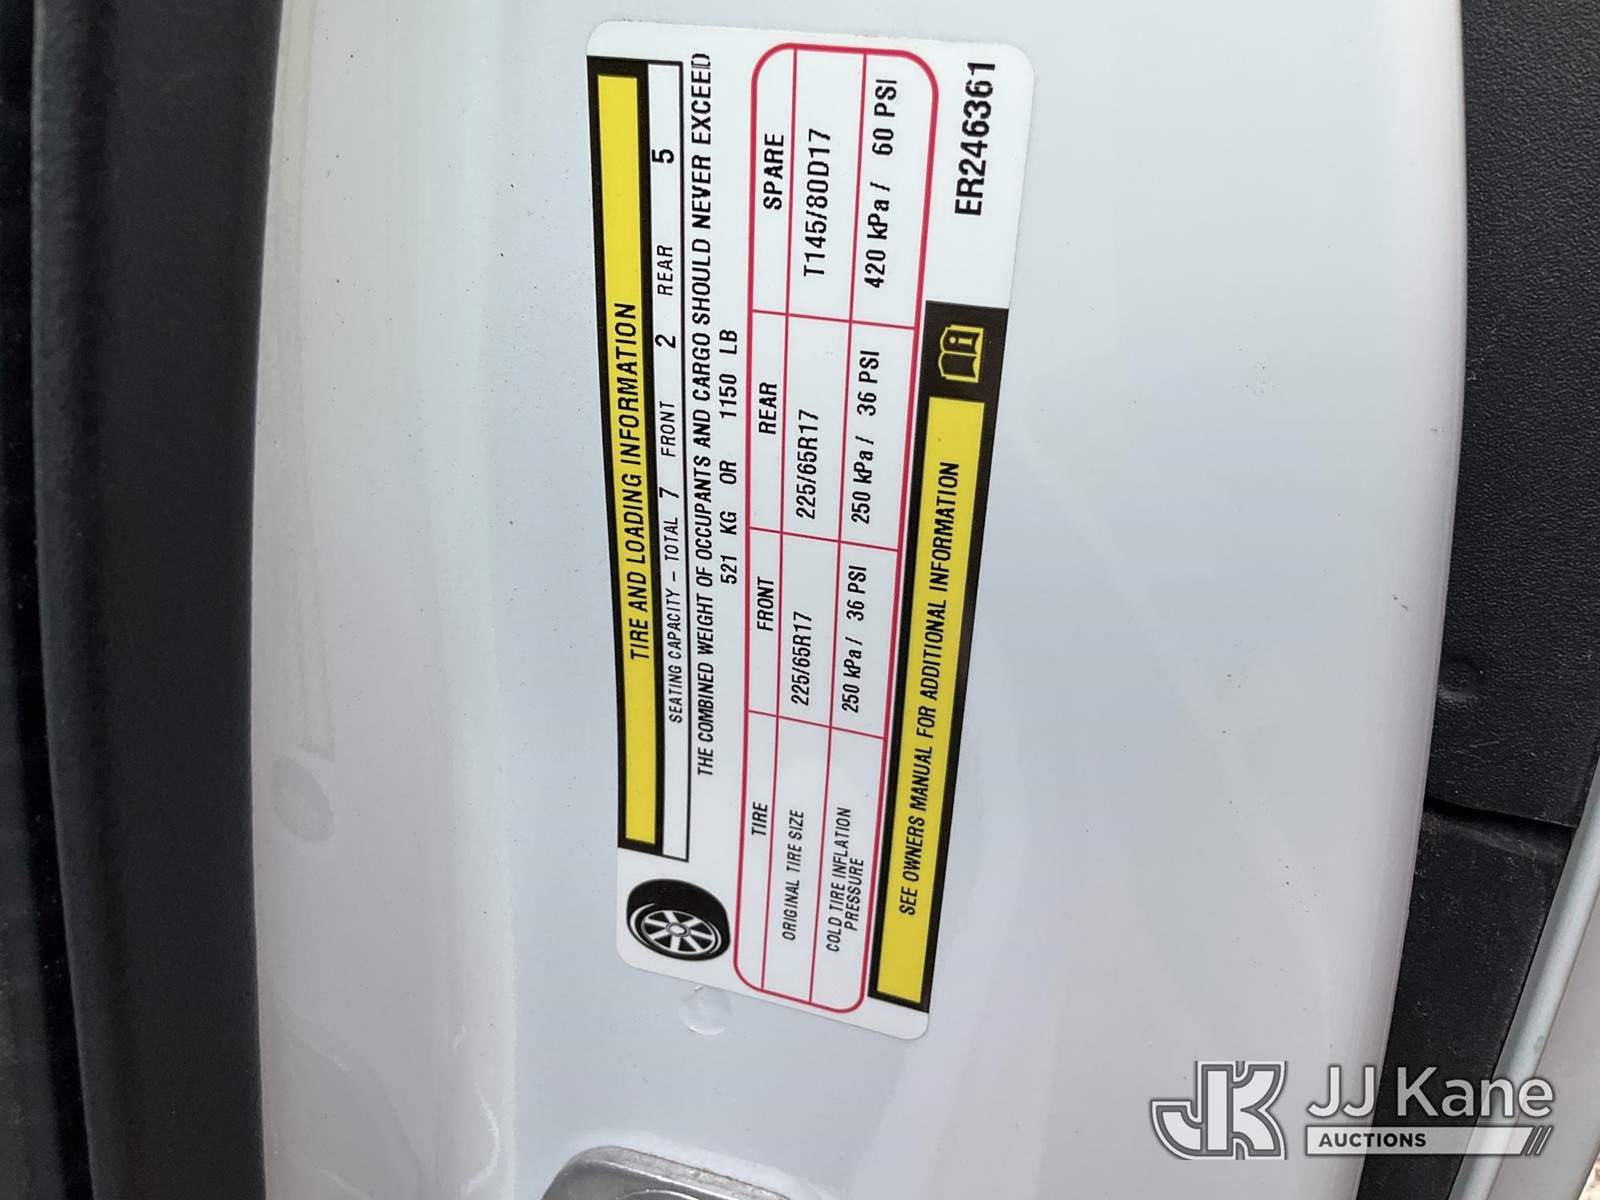 TIRE AND LOADING INFORMATION
SEATING CAPACITY – TOTAL 7 FRONT 2 REAR 5
THE COMBINED WEIGHT OF OCCUPANTS AND CARGO SHOULD NEVER EXCEED
521 KG OR 1150 LB
TIRE FRONT REAR SPARE
ORIGINAL TIRE SIZE 225/65R17 225/65R17 T145/80D17
COLD TIRE INFLATION PRESSURE 250 kPa / 36 PSI 250 kPa / 36 PSI 420 kPa / 60 PSI
SEE OWNERS MANUAL FOR ADDITIONAL INFORMATION
ER246361
JK JJ Kane
AUCTIONS